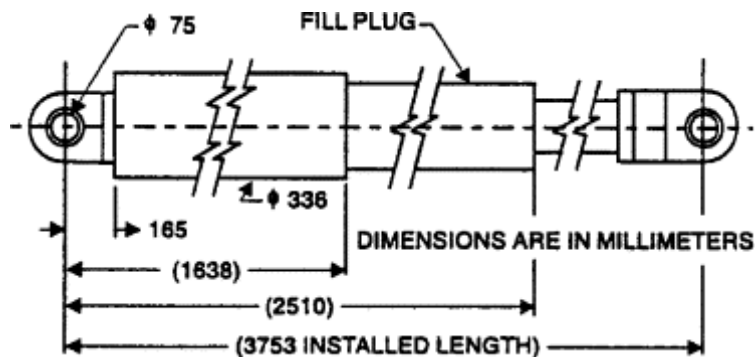 ϕ 75
FILL PLUG
ϕ 336
165
DIMENSIONS ARE IN MILLIMETERS
(1638)
(2510)
(3753 INSTALLED LENGTH)